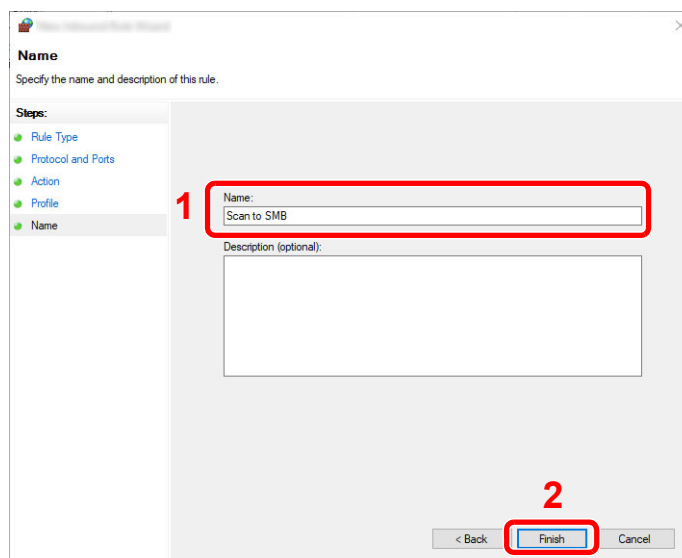 Name
Specify the name and description of this rule.
Steps:
Rule Type
Protocol and Ports
Action
Profile
Name
1
Name:
Scan to SMB
Description (optional):
2
< Back
Finish
Cancel